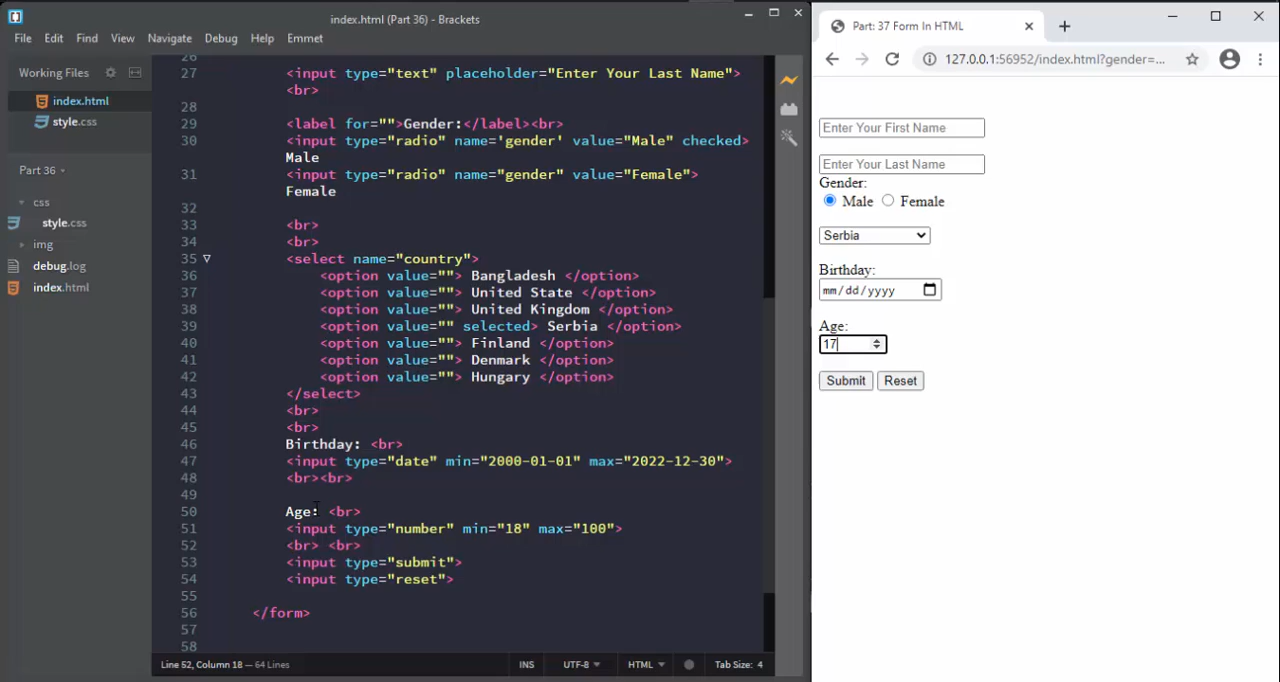 index.html (Part 36) - Brackets
File Edit Find View Navigate Debug Help Emmet
Working Files
index.html
style.css
Part 36
css
style.css
img
debug.log
index.html
26
27 <input type="text" placeholder="Enter Your Last Name">
<br>
28
29 <label for="">Gender:</label><br>
30 <input type="radio" name='gender' value="Male" checked>
Male
31 <input type="radio" name="gender" value="Female">
Female
32
33 <br>
34 <br>
35 <select name="country">
36 <option value=""> Bangladesh </option>
37 <option value=""> United State </option>
38 <option value=""> United Kingdom </option>
39 <option value="" selected> Serbia </option>
40 <option value=""> Finland </option>
41 <option value=""> Denmark </option>
42 <option value=""> Hungary </option>
43 </select>
44 <br>
45 <br>
46 Birthday: <br>
47 <input type="date" min="2000-01-01" max="2022-12-30">
48 <br><br>
49
50 Age: <br>
51 <input type="number" min="18" max="100">
52 <br> <br>
53 <input type="submit">
54 <input type="reset">
55
56 </form>
57
58
Line 52, Column 18 — 64 Lines
INS UTF-8 HTML Tab Size: 4
Part: 37 Form In HTML
127.0.0.1:56952/index.html?gender=...
Enter Your First Name
Enter Your Last Name
Gender:
Male Female
Serbia
Birthday:
mm/dd/yyyy
Age:
17
Submit Reset